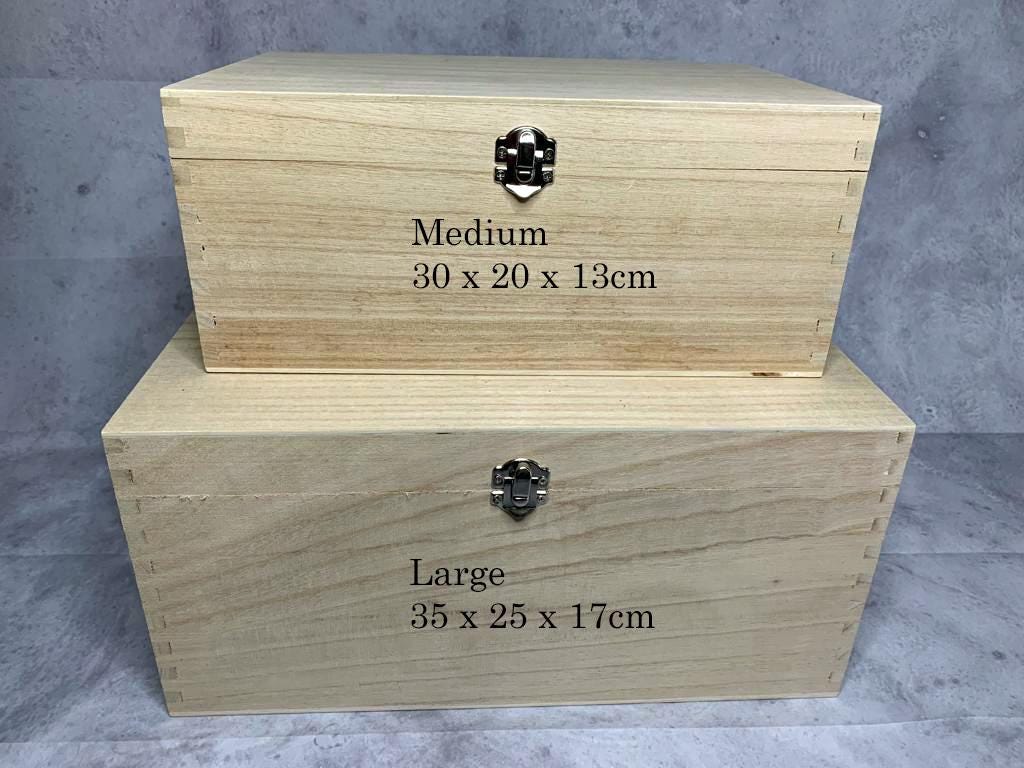 Medium
30 x 20 x 13cm
Large
35 x 25 x 17cm